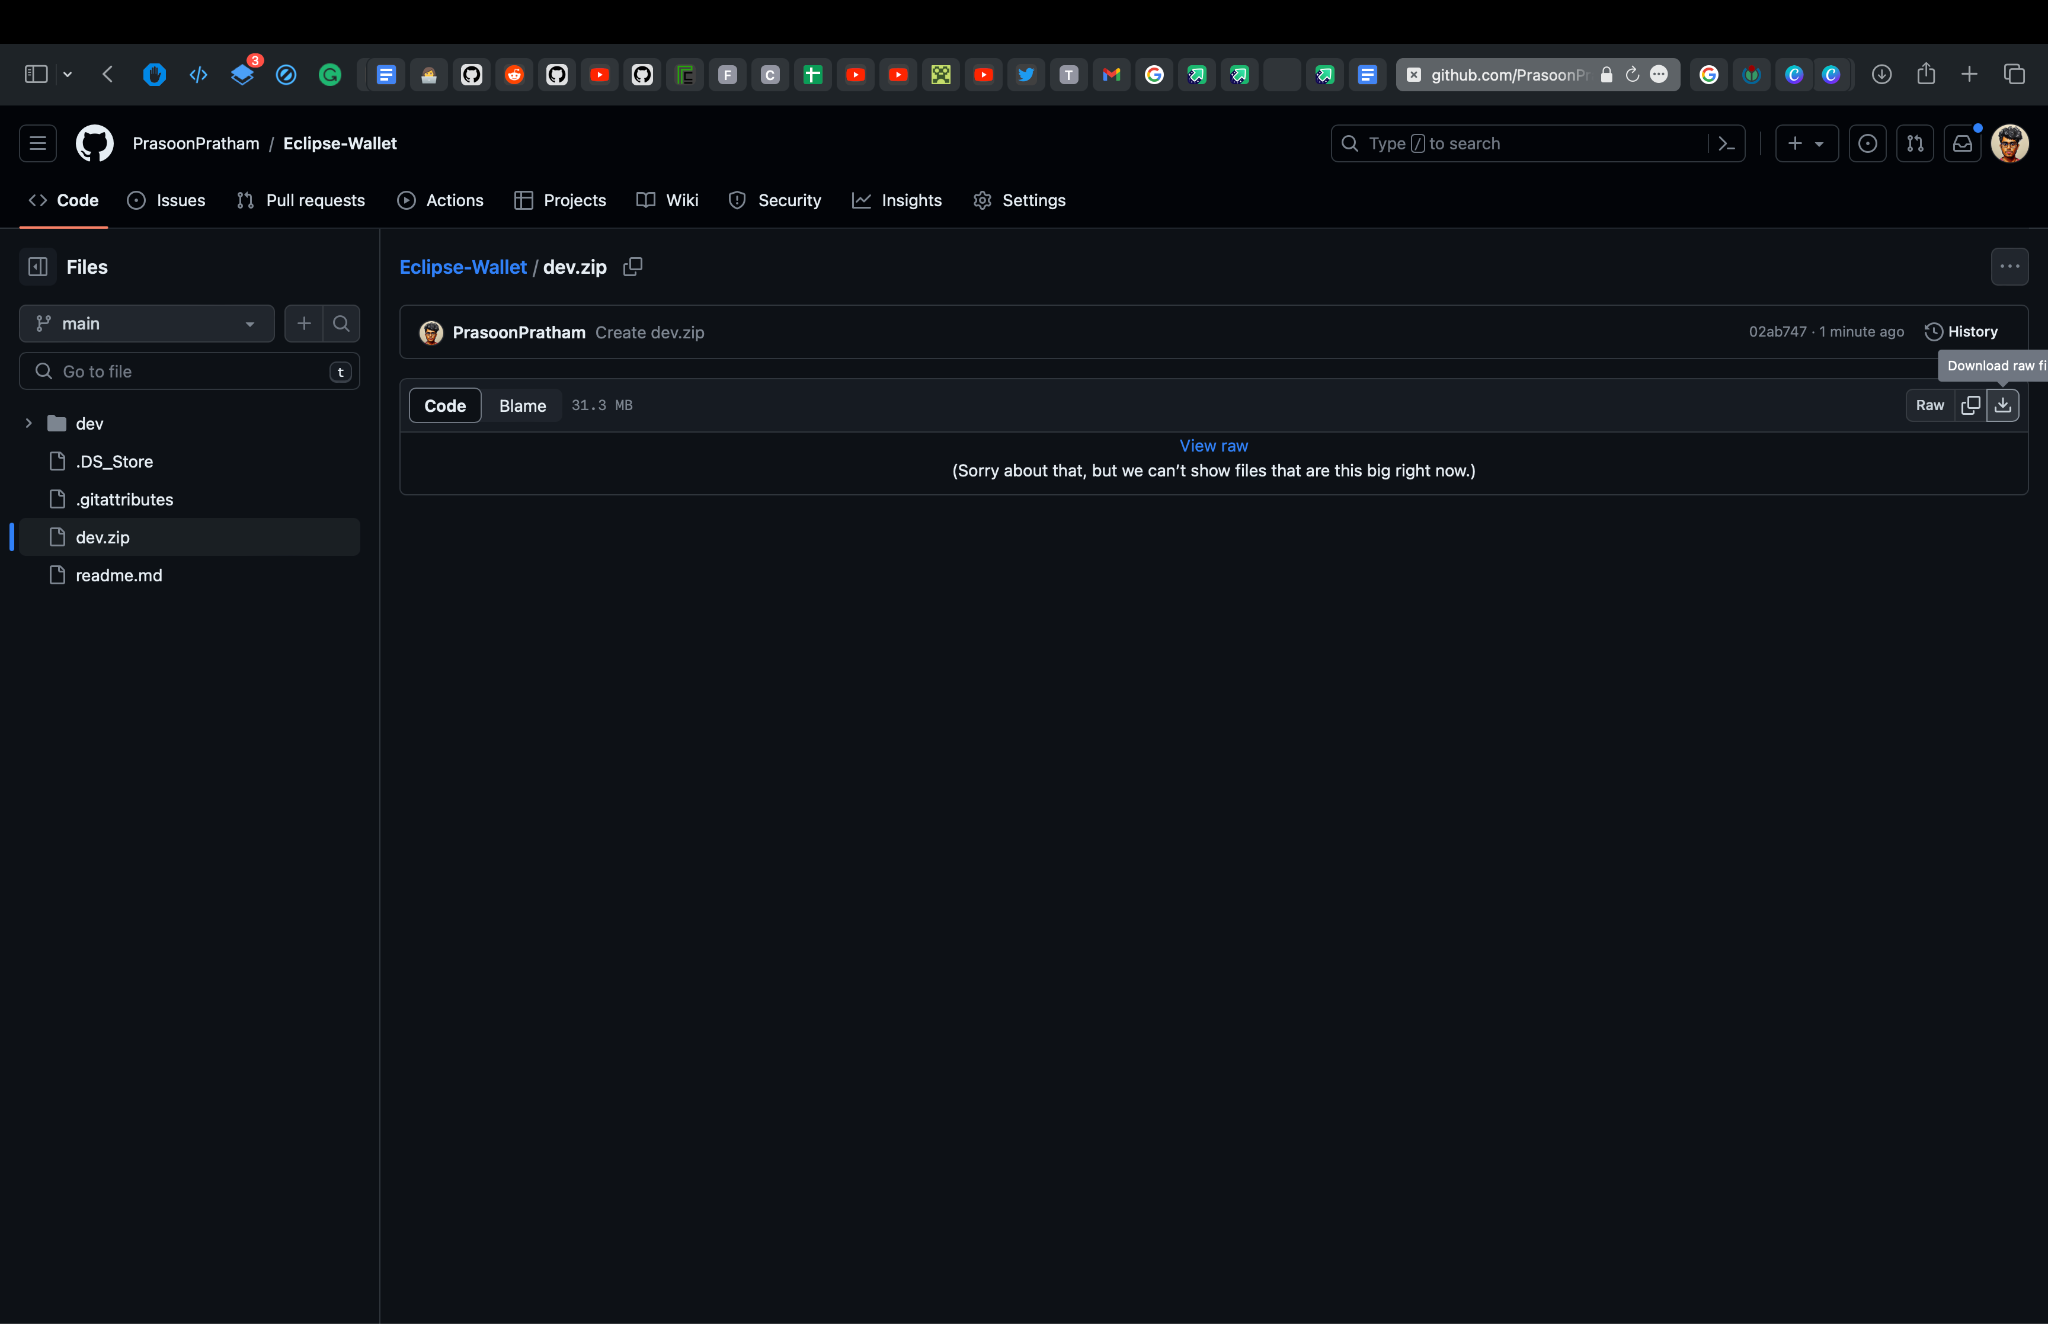 3
F
C
T
github.com/PrasoonPr
PrasoonPratham / Eclipse-Wallet
Type / to search
Code
Issues
Pull requests
Actions
Projects
Wiki
Security
Insights
Settings
Files
main
Go to file
t
dev
.DS_Store
.gitattributes
dev.zip
readme.md
Eclipse-Wallet / dev.zip
PrasoonPratham Create dev.zip
02ab747 · 1 minute ago
History
Download raw fi
Code
Blame
31.3 MB
Raw
View raw
(Sorry about that, but we can’t show files that are this big right now.)